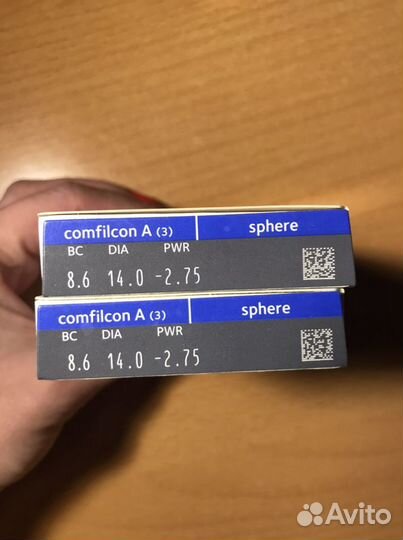 comfilcon A (3) sphere
BC DIA PWR
8.6 14.0 -2.75
comfilcon A (3) sphere
BC DIA PWR
8.6 14.0 -2.75
Avito